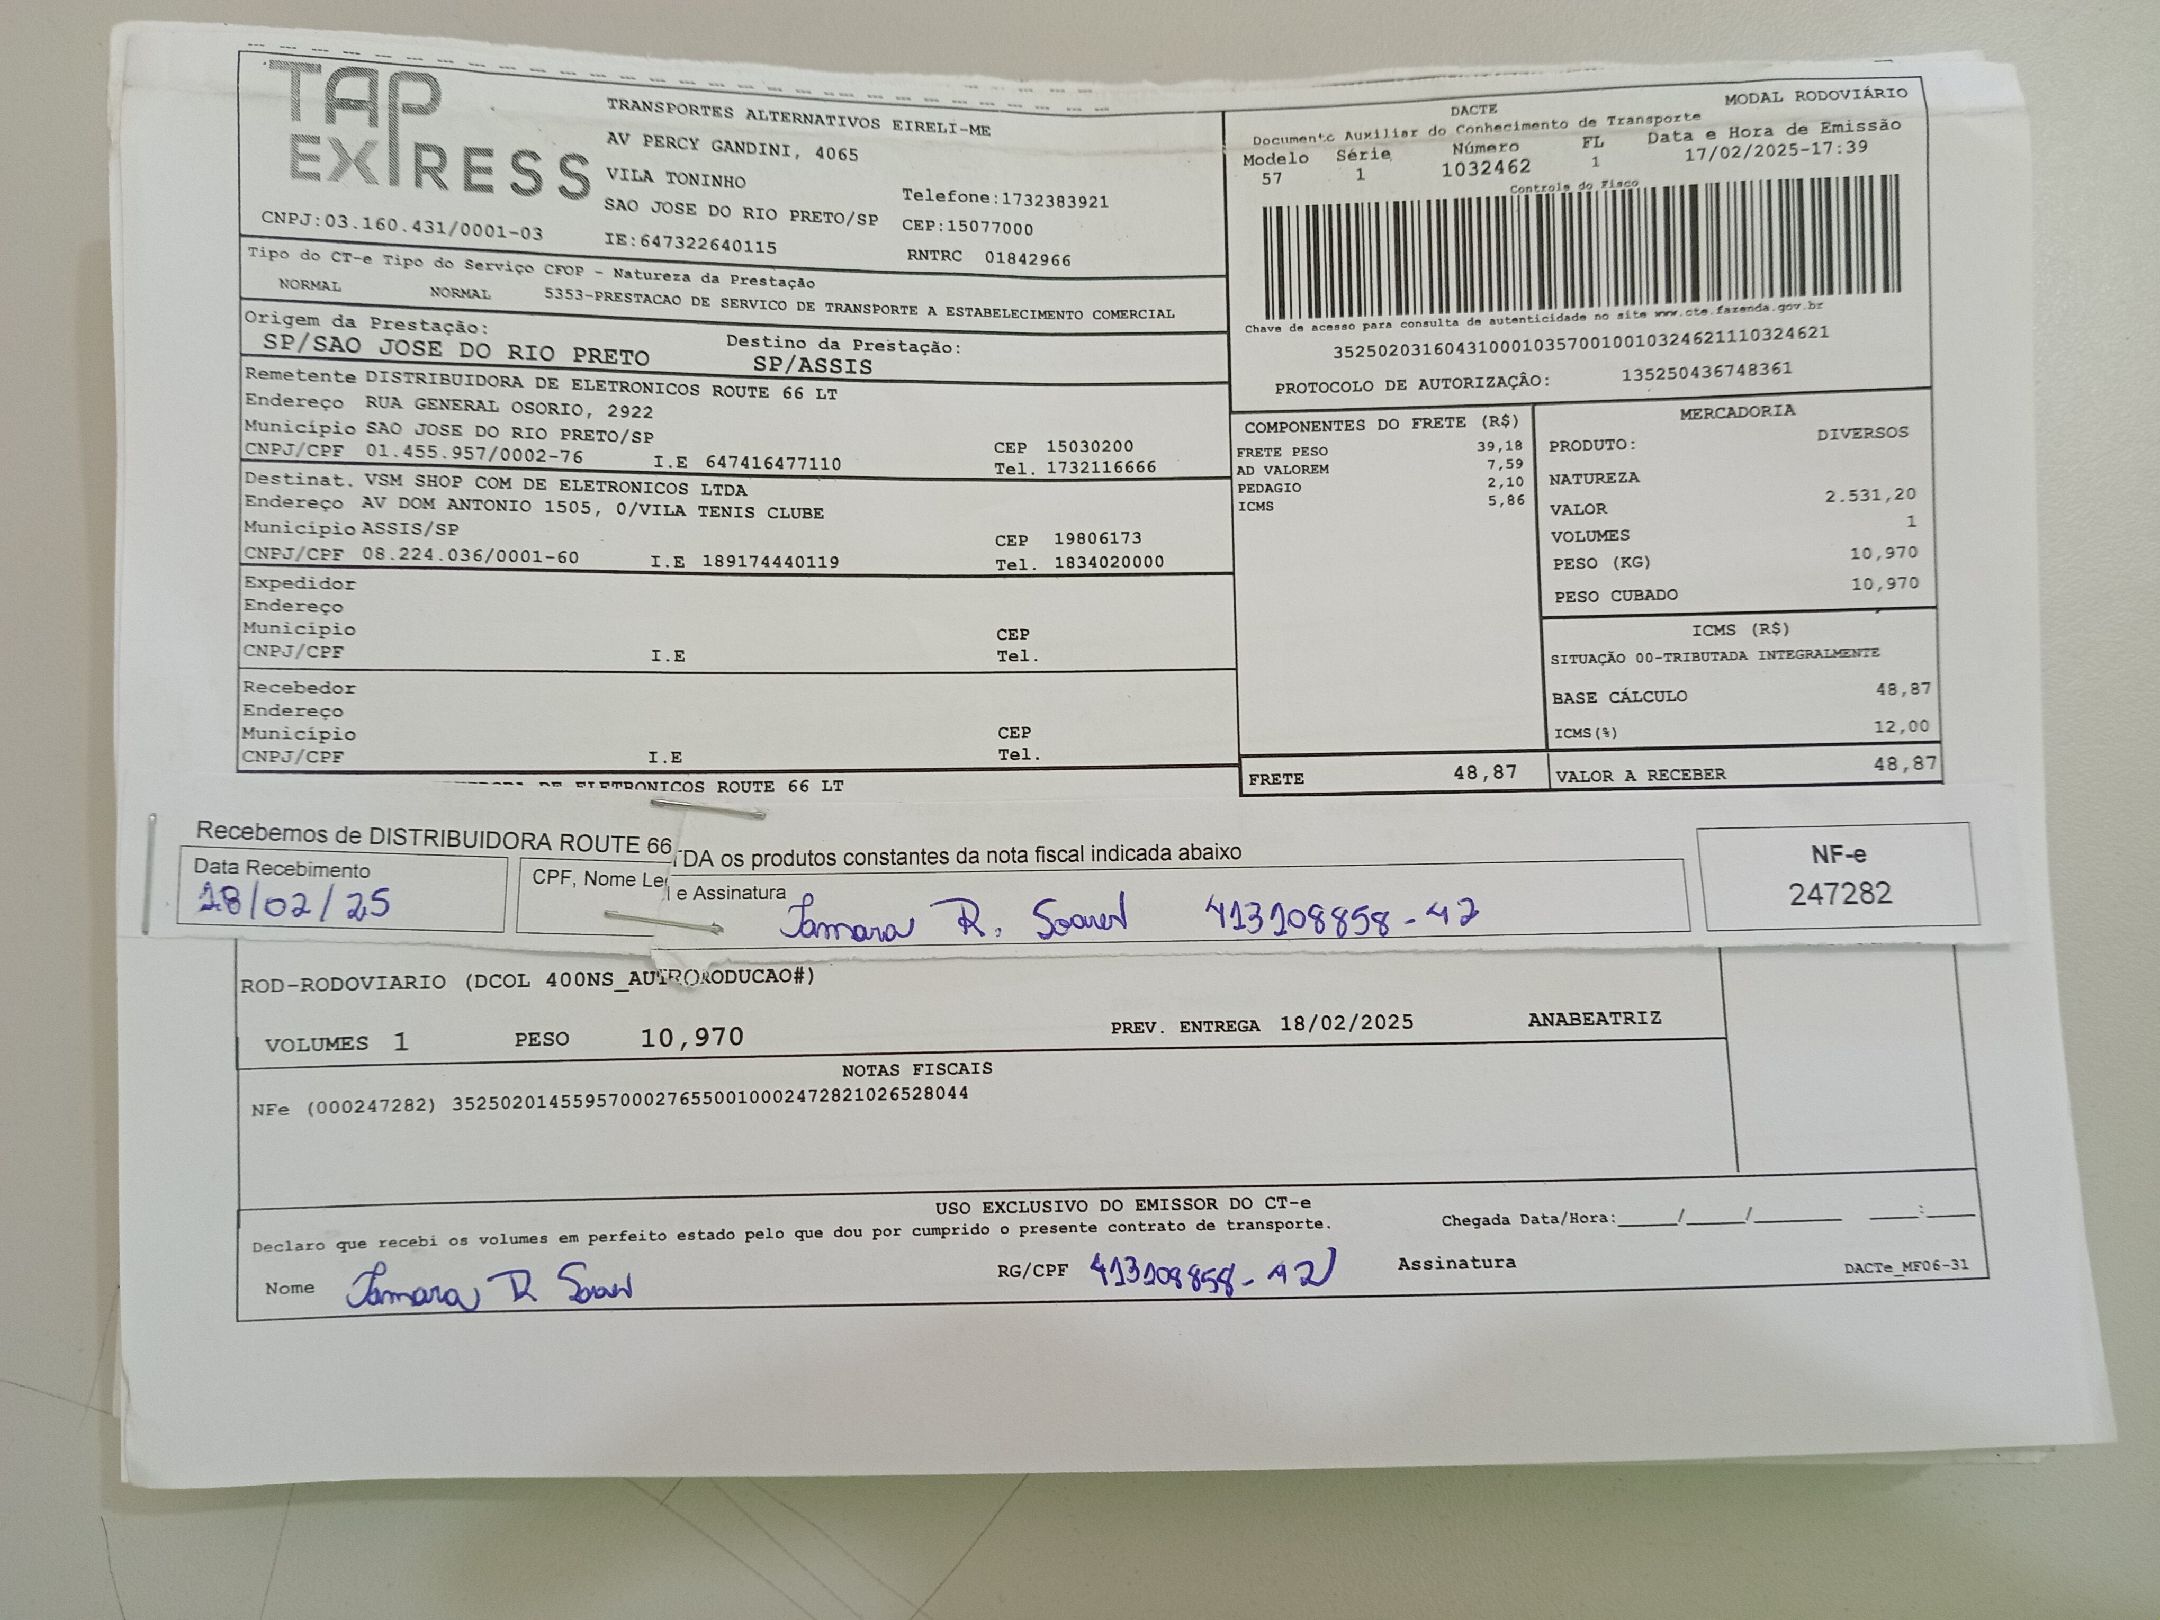 TAP EXPRESS
TRANSPORTES ALTERNATIVOS EIRELI-ME
AV PERCY GANDINI, 4065
VILA TONINHO
SAO JOSE DO RIO PRETO/SP
IE:647322640115
Telefone:1732383921
CEP:15077000
RNTRC 01842966
CNPJ:03.160.431/0001-03
Tipo do CT-e Tipo do Serviço CFOP - Natureza da Prestação
NORMAL NORMAL 5353-PRESTACAO DE SERVICO DE TRANSPORTE A ESTABELECIMENTO COMERCIAL
Origem da Prestação: Destino da Prestação:
SP/SAO JOSE DO RIO PRETO SP/ASSIS
Remetente DISTRIBUIDORA DE ELETRONICOS ROUTE 66 LT
Endereço RUA GENERAL OSORIO, 2922
Município SAO JOSE DO RIO PRETO/SP CEP 15030200
CNPJ/CPF 01.455.957/0002-76 I.E 647416477110 Tel. 1732116666
Destinat. VSM SHOP COM DE ELETRONICOS LTDA
Endereço AV DOM ANTONIO 1505, 0/VILA TENIS CLUBE
Município ASSIS/SP CEP 19806173
CNPJ/CPF 08.224.036/0001-60 I.E 189174440119 Tel. 1834020000
Expedidor
Endereço
Município CEP
CNPJ/CPF I.E Tel.
Recebedor
Endereço
Município CEP
CNPJ/CPF I.E Tel.
DE ELETRONICOS ROUTE 66 LT
DACTE MODAL RODOVIÁRIO
Documento Auxiliar do Conhecimento de Transporte
Modelo Série Número FL Data e Hora de Emissão
57 1 1032462 1 17/02/2025-17:39
Controle do Fisco
Chave de acesso para consulta de autenticidade no site www.cte.fazenda.gov.br
35250203160431000103570010010324621110324621
PROTOCOLO DE AUTORIZAÇÂO: 135250436748361
COMPONENTES DO FRETE (R$)
FRETE PESO 39,18
AD VALOREM 7,59
PEDAGIO 2,10
ICMS 5,86
FRETE 48,87
MERCADORIA
PRODUTO: DIVERSOS
NATUREZA
VALOR 2.531,20
VOLUMES 1
PESO (KG) 10,970
PESO CUBADO 10,970
ICMS (R$)
SITUAÇÃO 00-TRIBUTADA INTEGRALMENTE
BASE CÁLCULO 48,87
ICMS(%) 12,00
VALOR A RECEBER 48,87
Recebemos de DISTRIBUIDORA ROUTE 66 TDA os produtos constantes da nota fiscal indicada abaixo
Data Recebimento
18/02/25
CPF, Nome Le l e Assinatura
Tamara R. Soares 413108858-42
NF-e
247282
ROD-RODOVIARIO (DCOL 400NS_
VOLUMES 1 PESO 10,970 PREV. ENTREGA 18/02/2025 ANABEATRIZ
NOTAS FISCAIS
NFe (000247282) 35250201455957000276550010002472821026528044
USO EXCLUSIVO DO EMISSOR DO CT-e
Declaro que recebi os volumes em perfeito estado pelo que dou por cumprido o presente contrato de transporte.
Chegada Data/Hora:_____/_____/________ ____:____
Nome Tamara R Soares RG/CPF 413108858-42 Assinatura
DACTe_MF06-31